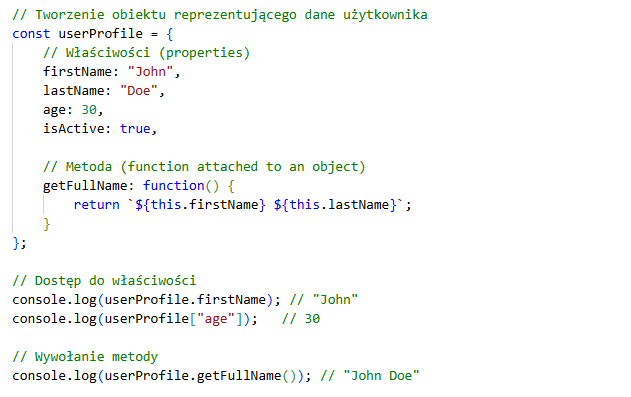 // Tworzenie obiektu reprezentującego dane użytkownika
const userProfile = {
    // Właściwości (properties)
    firstName: "John",
    lastName: "Doe",
    age: 30,
    isActive: true,

    // Metoda (function attached to an object)
    getFullName: function() {
        return `${this.firstName} ${this.lastName}`;
    }
};

// Dostęp do właściwości
console.log(userProfile.firstName); // "John"
console.log(userProfile["age"]);   // 30

// Wywołanie metody
console.log(userProfile.getFullName()); // "John Doe"